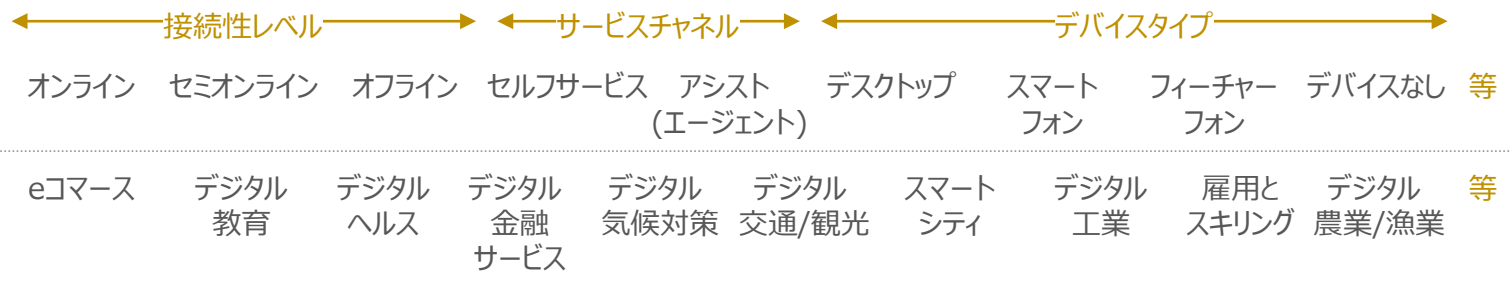 接続性レベル サービスチャネル デバイスタイプ
オンライン セミオンライン オフライン セルフサービス アシスト デスクトップ スマート フィーチャー デバイスなし 等
(エージェント) フォン フォン
eコマース デジタル デジタル デジタル デジタル デジタル スマート デジタル 雇用と デジタル 等
教育 ヘルス 金融 気候対策 交通/観光 シティ 工業 スキリング 農業/漁業
サービス